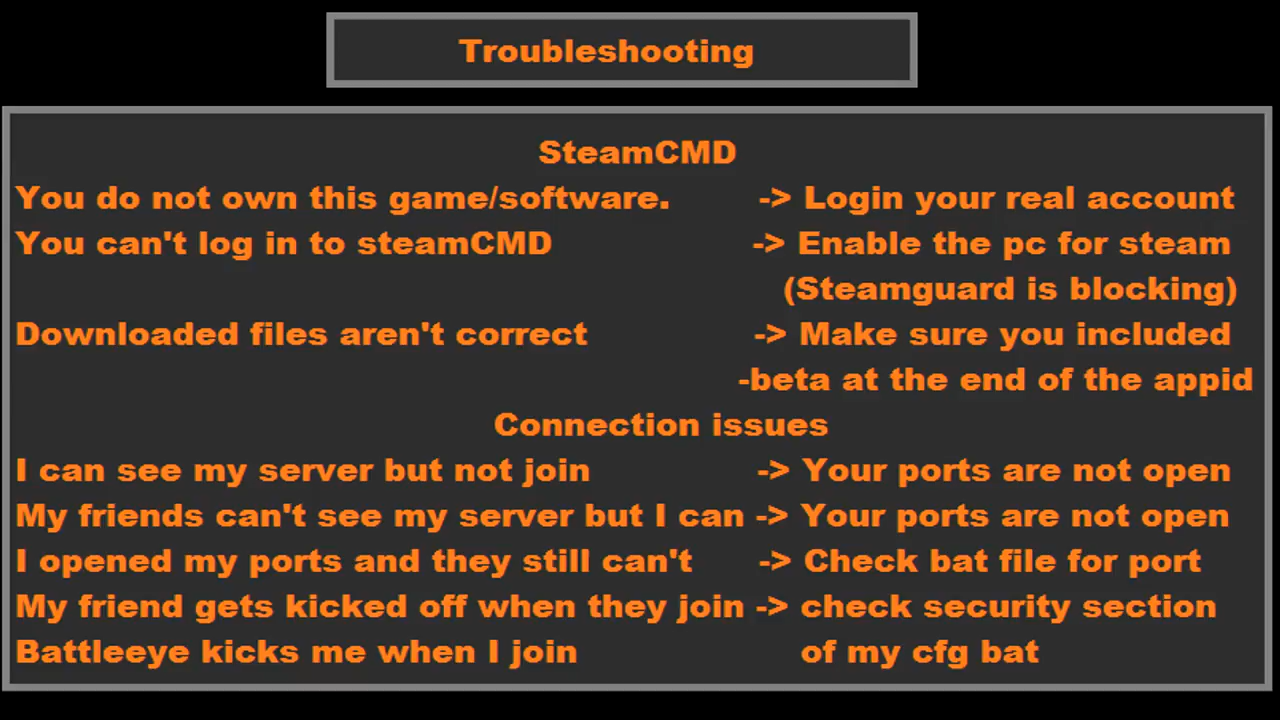 Troubleshooting
SteamCMD
You do not own this game/software. -> Login your real account
You can't log in to steamCMD -> Enable the pc for steam
(Steamguard is blocking)
Downloaded files aren't correct -> Make sure you included
-beta at the end of the appid
Connection issues
I can see my server but not join -> Your ports are not open
My friends can't see my server but I can -> Your ports are not open
I opened my ports and they still can't -> Check bat file for port
My friend gets kicked off when they join -> check security section
Battleeye kicks me when I join of my cfg bat